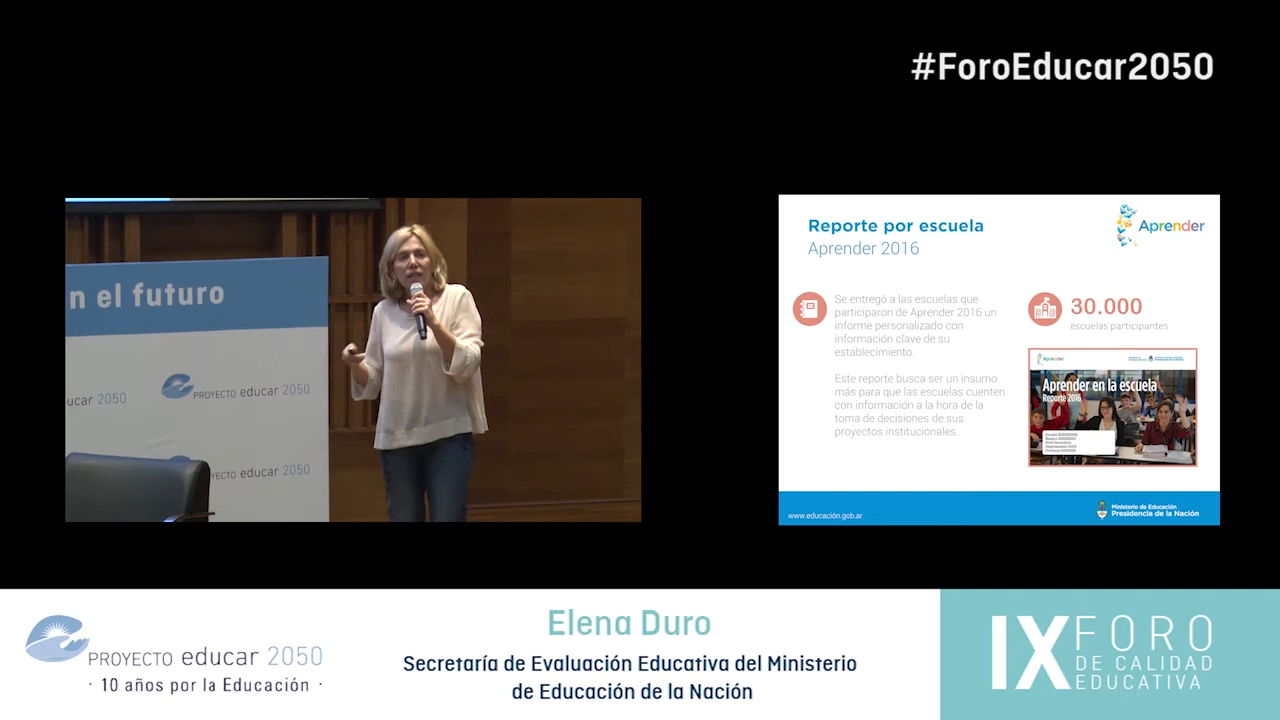 #ForoEducar2050
n el futuro
ucar 2050
PROYECTO educar 2050
YECTO educar 2050
Reporte por escuela
Aprender 2016
Aprender
Se entregó a las escuelas que
participaron de Aprender 2016 un
informe personalizado con
información clave de su
establecimiento.
Este reporte busca ser un insumo
más para que las escuelas cuenten
con información a la hora de la
toma de decisiones de sus
proyectos institucionales.
30.000
escuelas participantes
Aprender
Aprender en la escuela
Reporte 2016
www.educación.gob.ar
Ministerio de Educación
Presidencia de la Nación
PROYECTO educar 2050
· 10 años por la Educación ·
Elena Duro
Secretaría de Evaluación Educativa del Ministerio
de Educación de la Nación
IX FORO
DE CALIDAD
EDUCATIVA